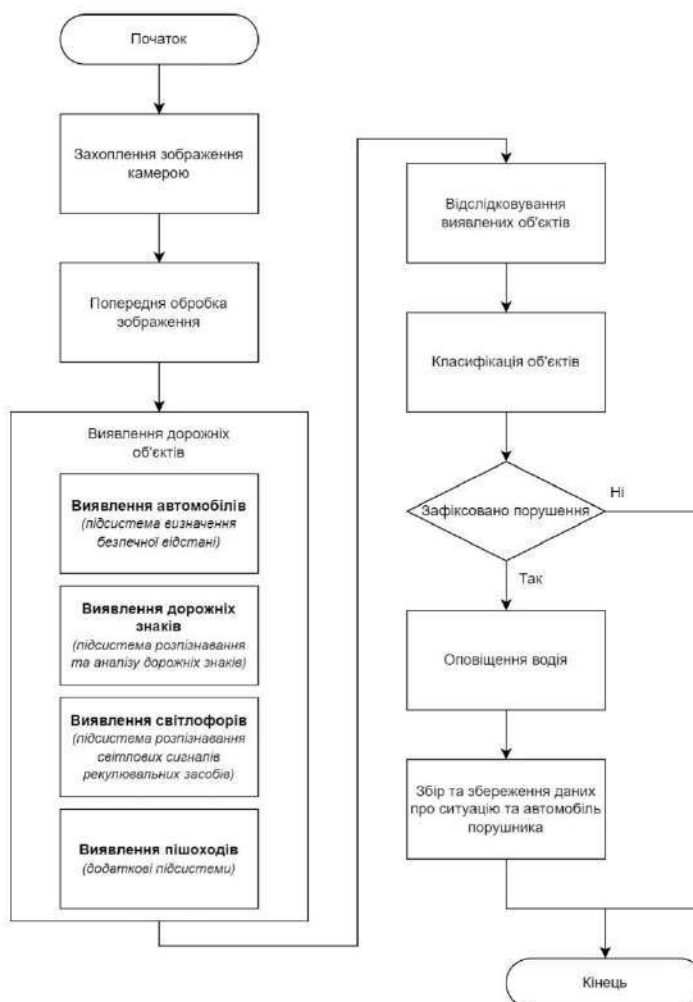 Початок
Захоплення зображення
камерою
Попередня обробка
зображення
Виявлення дорожніх
об'єктів
Виявлення автомобілів
(підсистема визначення
безпечної відстані)
Виявлення дорожніх
знаків
(підсистема розпізнавання
та аналізу дорожніх знаків)
Виявлення світлофорів
(підсистема розпізнавання
світлових сигналів
рекулювальних засобів)
Виявлення пішоходів
(додаткові підсистеми)
Відслідковування
виявлених об'єктів
Класифікація об'єктів
Зафіксовано порушення
Ні
Так
Оповіщення водія
Збір та збереження даних
про ситуацію та автомобіль
порушника
Кінець